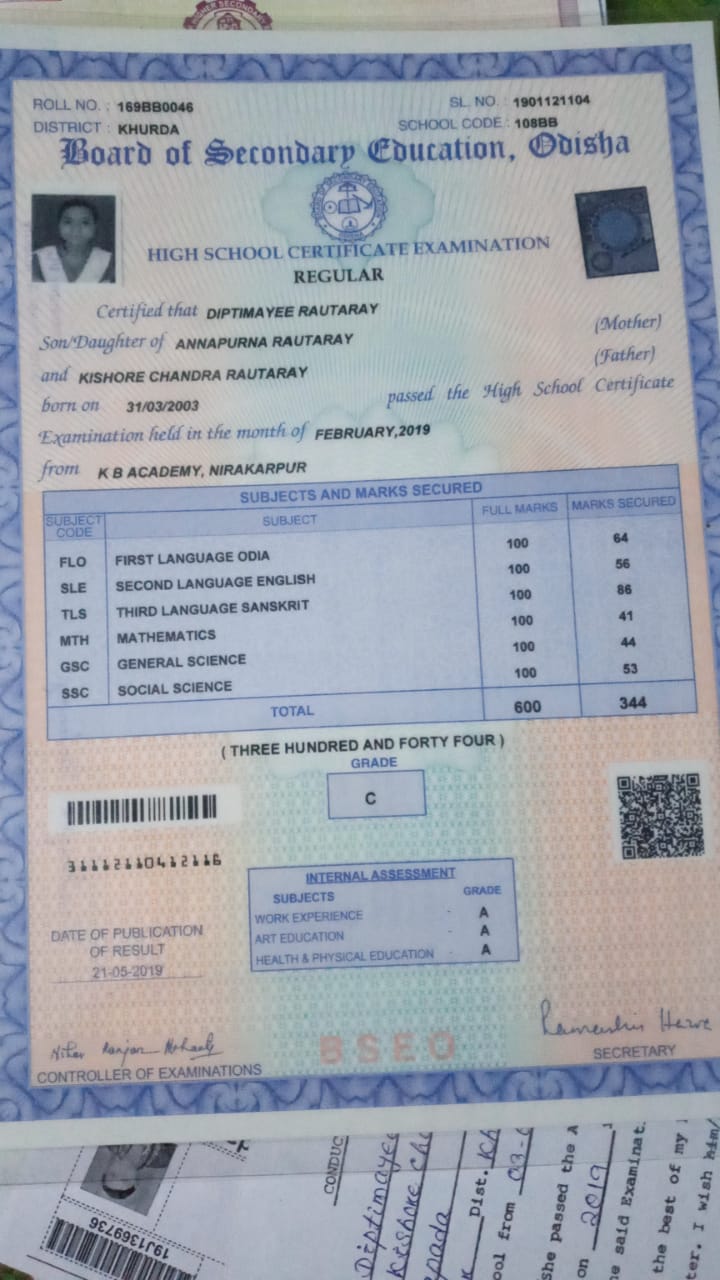 HER SECONDARY
ROLL NO. : 169BB0046
SL. NO. : 1901121104
DISTRICT : KHURDA
SCHOOL CODE : 108BB
Board of Secondary Education, Odisha
HIGH SCHOOL CERTIFICATE EXAMINATION
REGULAR
Certified that DIPTIMAYEE RAUTARAY
Son/Daughter of ANNAPURNA RAUTARAY (Mother)
and KISHORE CHANDRA RAUTARAY (Father)
born on 31/03/2003 passed the High School Certificate
Examination held in the month of FEBRUARY,2019
from K B ACADEMY, NIRAKARPUR
SUBJECTS AND MARKS SECURED
SUBJECT CODE SUBJECT FULL MARKS MARKS SECURED
FLO FIRST LANGUAGE ODIA 100 64
SLE SECOND LANGUAGE ENGLISH 100 56
TLS THIRD LANGUAGE SANSKRIT 100 86
MTH MATHEMATICS 100 41
GSC GENERAL SCIENCE 100 44
SSC SOCIAL SCIENCE 100 53
TOTAL 600 344
( THREE HUNDRED AND FORTY FOUR )
GRADE
C
31112110412116
INTERNAL ASSESSMENT
SUBJECTS GRADE
WORK EXPERIENCE - A
ART EDUCATION - A
HEALTH & PHYSICAL EDUCATION - A
DATE OF PUBLICATION
OF RESULT
21-05-2019
BSEO
CONTROLLER OF EXAMINATIONS
SECRETARY
19J1369736
CONDUC
Diptimayee
Kishore Ch
pada
Dist. Kh
ool from 03-
she passed the A
on 2019
e said Examinat
the best of my
ter. I wish him/